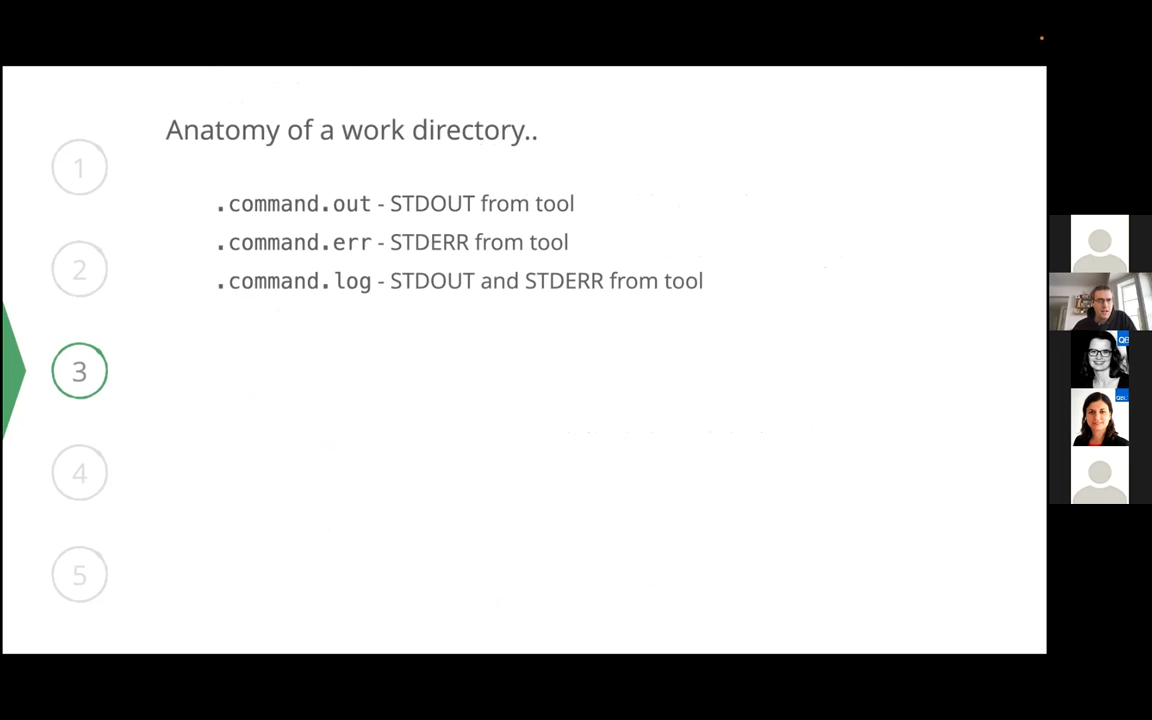 Anatomy of a work directory..
1
.command.out - STDOUT from tool
2
.command.err - STDERR from tool
.command.log - STDOUT and STDERR from tool
3
4
5